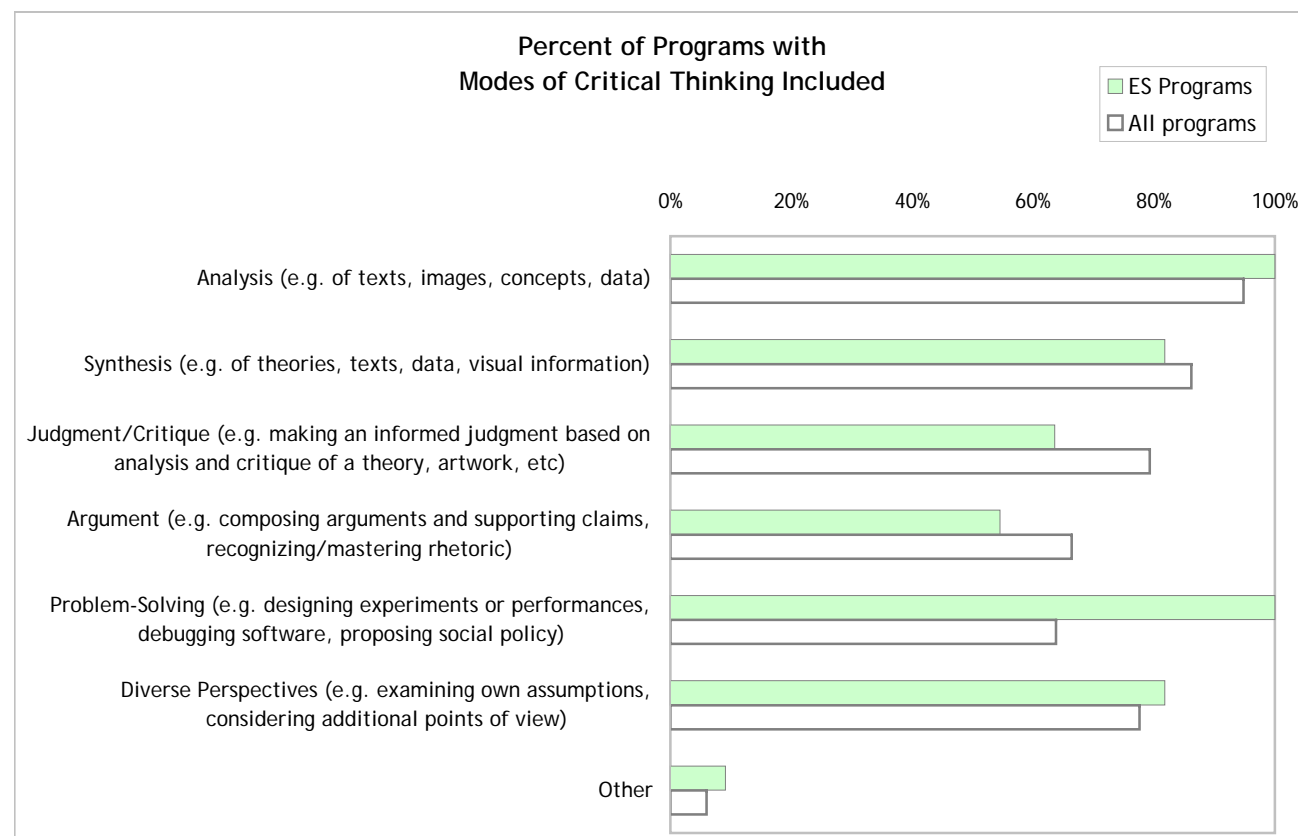 Percent of Programs with
Modes of Critical Thinking Included
ES Programs
All programs
0% 20% 40% 60% 80% 100%
Analysis (e.g. of texts, images, concepts, data)
Synthesis (e.g. of theories, texts, data, visual information)
Judgment/Critique (e.g. making an informed judgment based on
analysis and critique of a theory, artwork, etc)
Argument (e.g. composing arguments and supporting claims,
recognizing/mastering rhetoric)
Problem-Solving (e.g. designing experiments or performances,
debugging software, proposing social policy)
Diverse Perspectives (e.g. examining own assumptions,
considering additional points of view)
Other